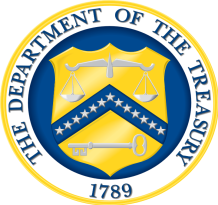 THE DEPARTMENT OF THE TREASURY
1789